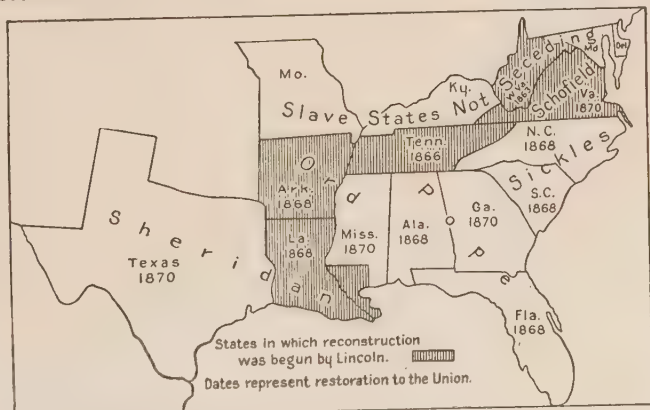 Mo.
Ky.
Slave States Not Seceding
Md.
Del.
W.Va.
1863
Schofield
Va.
1870
Tenn.
1866
N.C.
1868
Sickles
S.C.
1868
Ord
Ark.
1868
Pope
Miss.
1870
Ala.
1868
Ga.
1870
Sheridan
Texas
1870
La.
1868
Fla.
1868
States in which reconstruction
was begun by Lincoln.
Dates represent restoration to the Union.